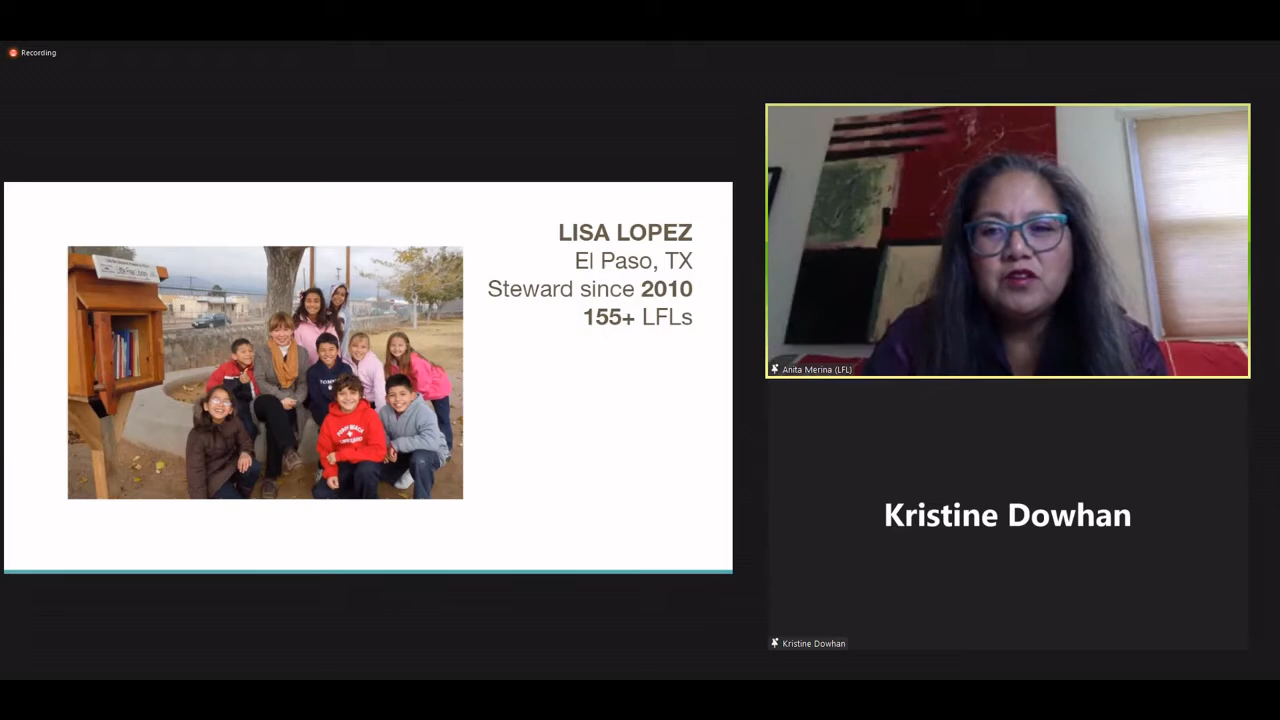 Recording
LISA LOPEZ
El Paso, TX
Steward since 2010
155+ LFLs
Anita Merina (LFL)
Kristine Dowhan
Kristine Dowhan